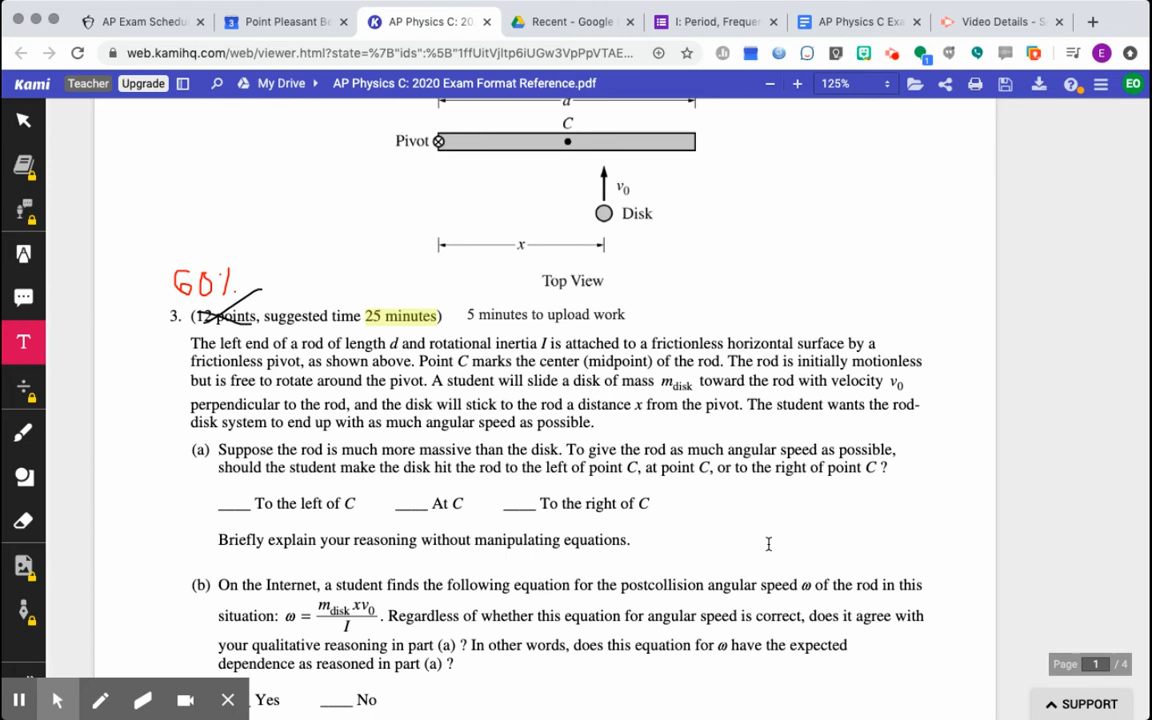 AP Exam Schedu
Point Pleasant Be
AP Physics C: 20
Recent - Google
I: Period, Frequen
AP Physics C Exa
Video Details - S
web.kamihq.com/web/viewer.html?state=%7B"ids":%5B"1ffUitVjltp6iUGw3VpPpVTAE...
Kami Teacher Upgrade My Drive AP Physics C: 2020 Exam Format Reference.pdf 125% EO
d
C
Pivot
v0
Disk
x
Top View
60%
3. (12 points, suggested time 25 minutes) 5 minutes to upload work
The left end of a rod of length d and rotational inertia I is attached to a frictionless horizontal surface by a
frictionless pivot, as shown above. Point C marks the center (midpoint) of the rod. The rod is initially motionless
but is free to rotate around the pivot. A student will slide a disk of mass mdisk toward the rod with velocity v0
perpendicular to the rod, and the disk will stick to the rod a distance x from the pivot. The student wants the rod-
disk system to end up with as much angular speed as possible.
(a) Suppose the rod is much more massive than the disk. To give the rod as much angular speed as possible,
should the student make the disk hit the rod to the left of point C, at point C, or to the right of point C ?
____ To the left of C ____ At C ____ To the right of C
Briefly explain your reasoning without manipulating equations.
(b) On the Internet, a student finds the following equation for the postcollision angular speed ω of the rod in this
situation: ω = mdisk xv0 / I . Regardless of whether this equation for angular speed is correct, does it agree with
your qualitative reasoning in part (a) ? In other words, does this equation for ω have the expected
dependence as reasoned in part (a) ?
Yes ____ No
Page 1 / 4
SUPPORT